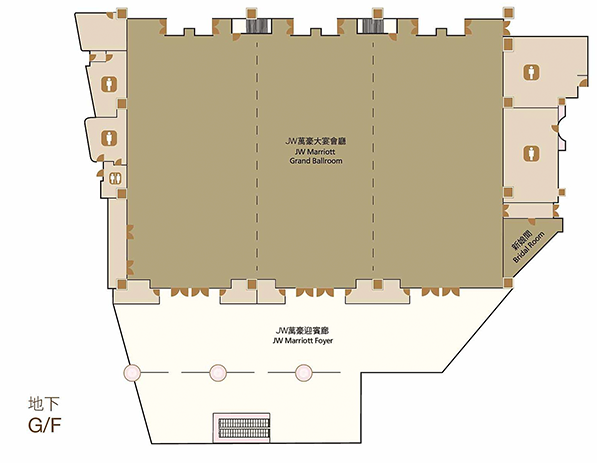 JW萬豪大宴會廳
JW Marriott
Grand Ballroom
新娘間
Bridal Room
JW萬豪迎賓廊
JW Marriott Foyer
地下
G/F